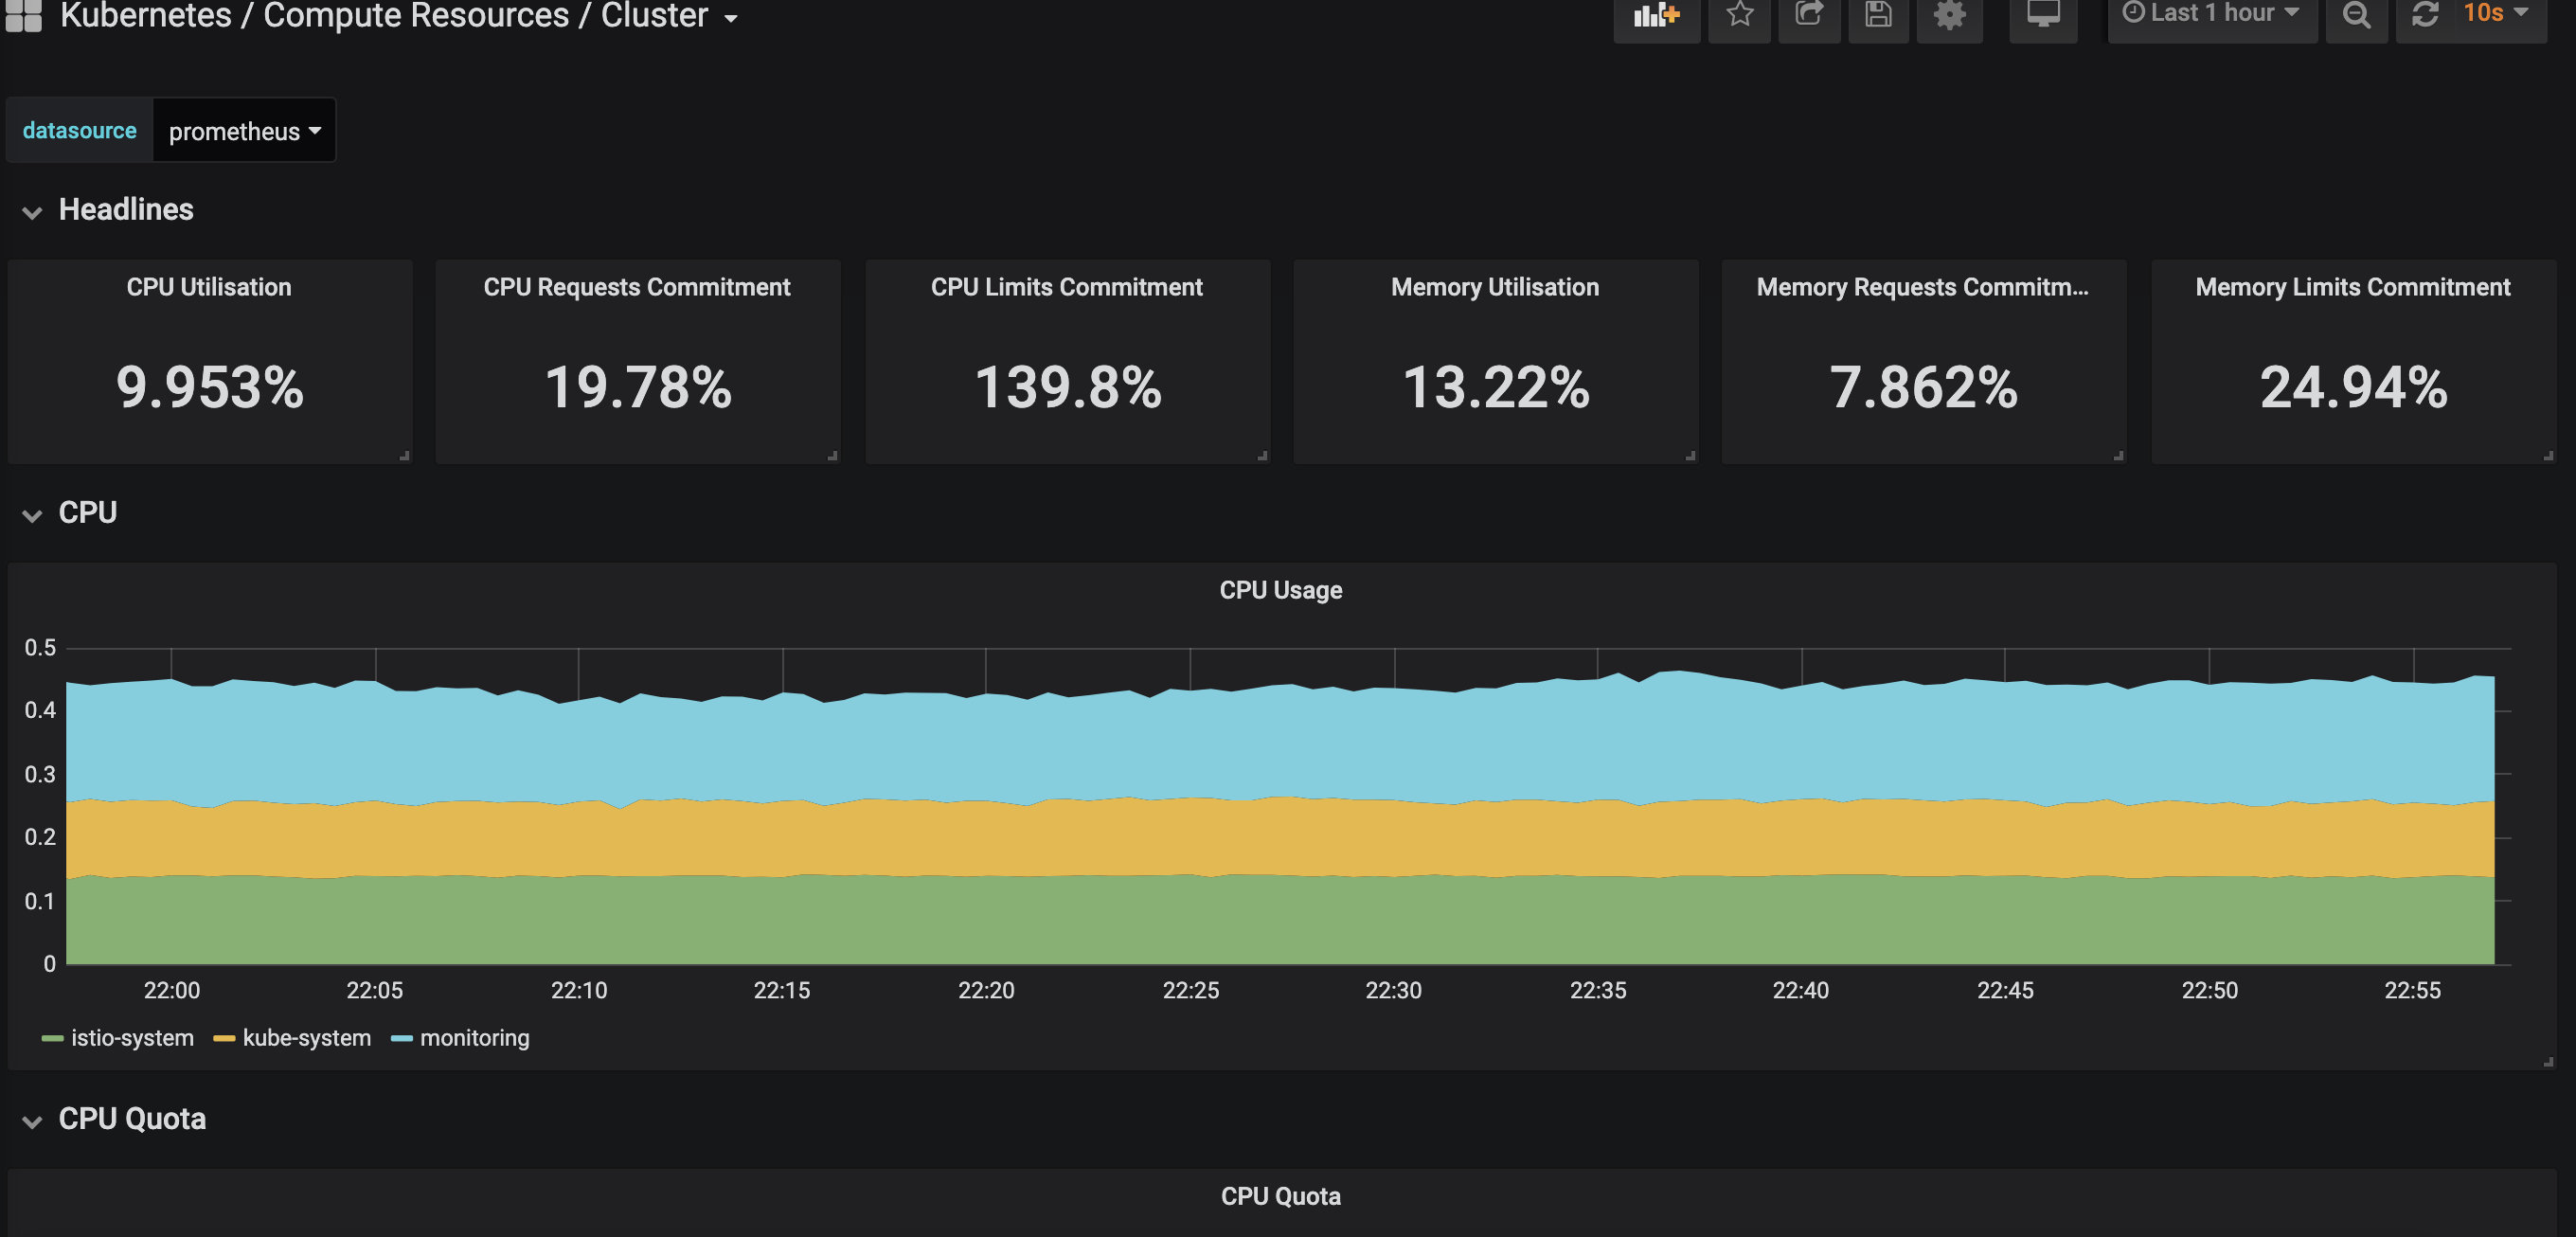 Kubernetes / Compute Resources / Cluster
Last 1 hour
10s
datasource prometheus
Headlines
CPU Utilisation
9.953%
CPU Requests Commitment
19.78%
CPU Limits Commitment
139.8%
Memory Utilisation
13.22%
Memory Requests Commitm...
7.862%
Memory Limits Commitment
24.94%
CPU
CPU Usage
0.5
0.4
0.3
0.2
0.1
0
22:00 22:05 22:10 22:15 22:20 22:25 22:30 22:35 22:40 22:45 22:50 22:55
istio-system kube-system monitoring
CPU Quota
CPU Quota